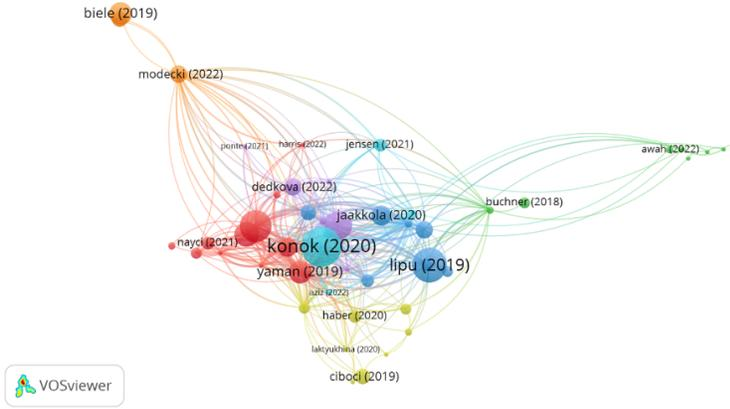 biele (2019)
modecki (2022)
ponte (2021)
harris (2022)
jensen (2021)
awah (2022)
dedkova (2022)
buchner (2018)
jaakkola (2020)
nayci (2021)
konok (2020)
lipu (2019)
yaman (2019)
aziz (2022)
haber (2020)
laktyukhina (2020)
ciboci (2019)
VOSviewer